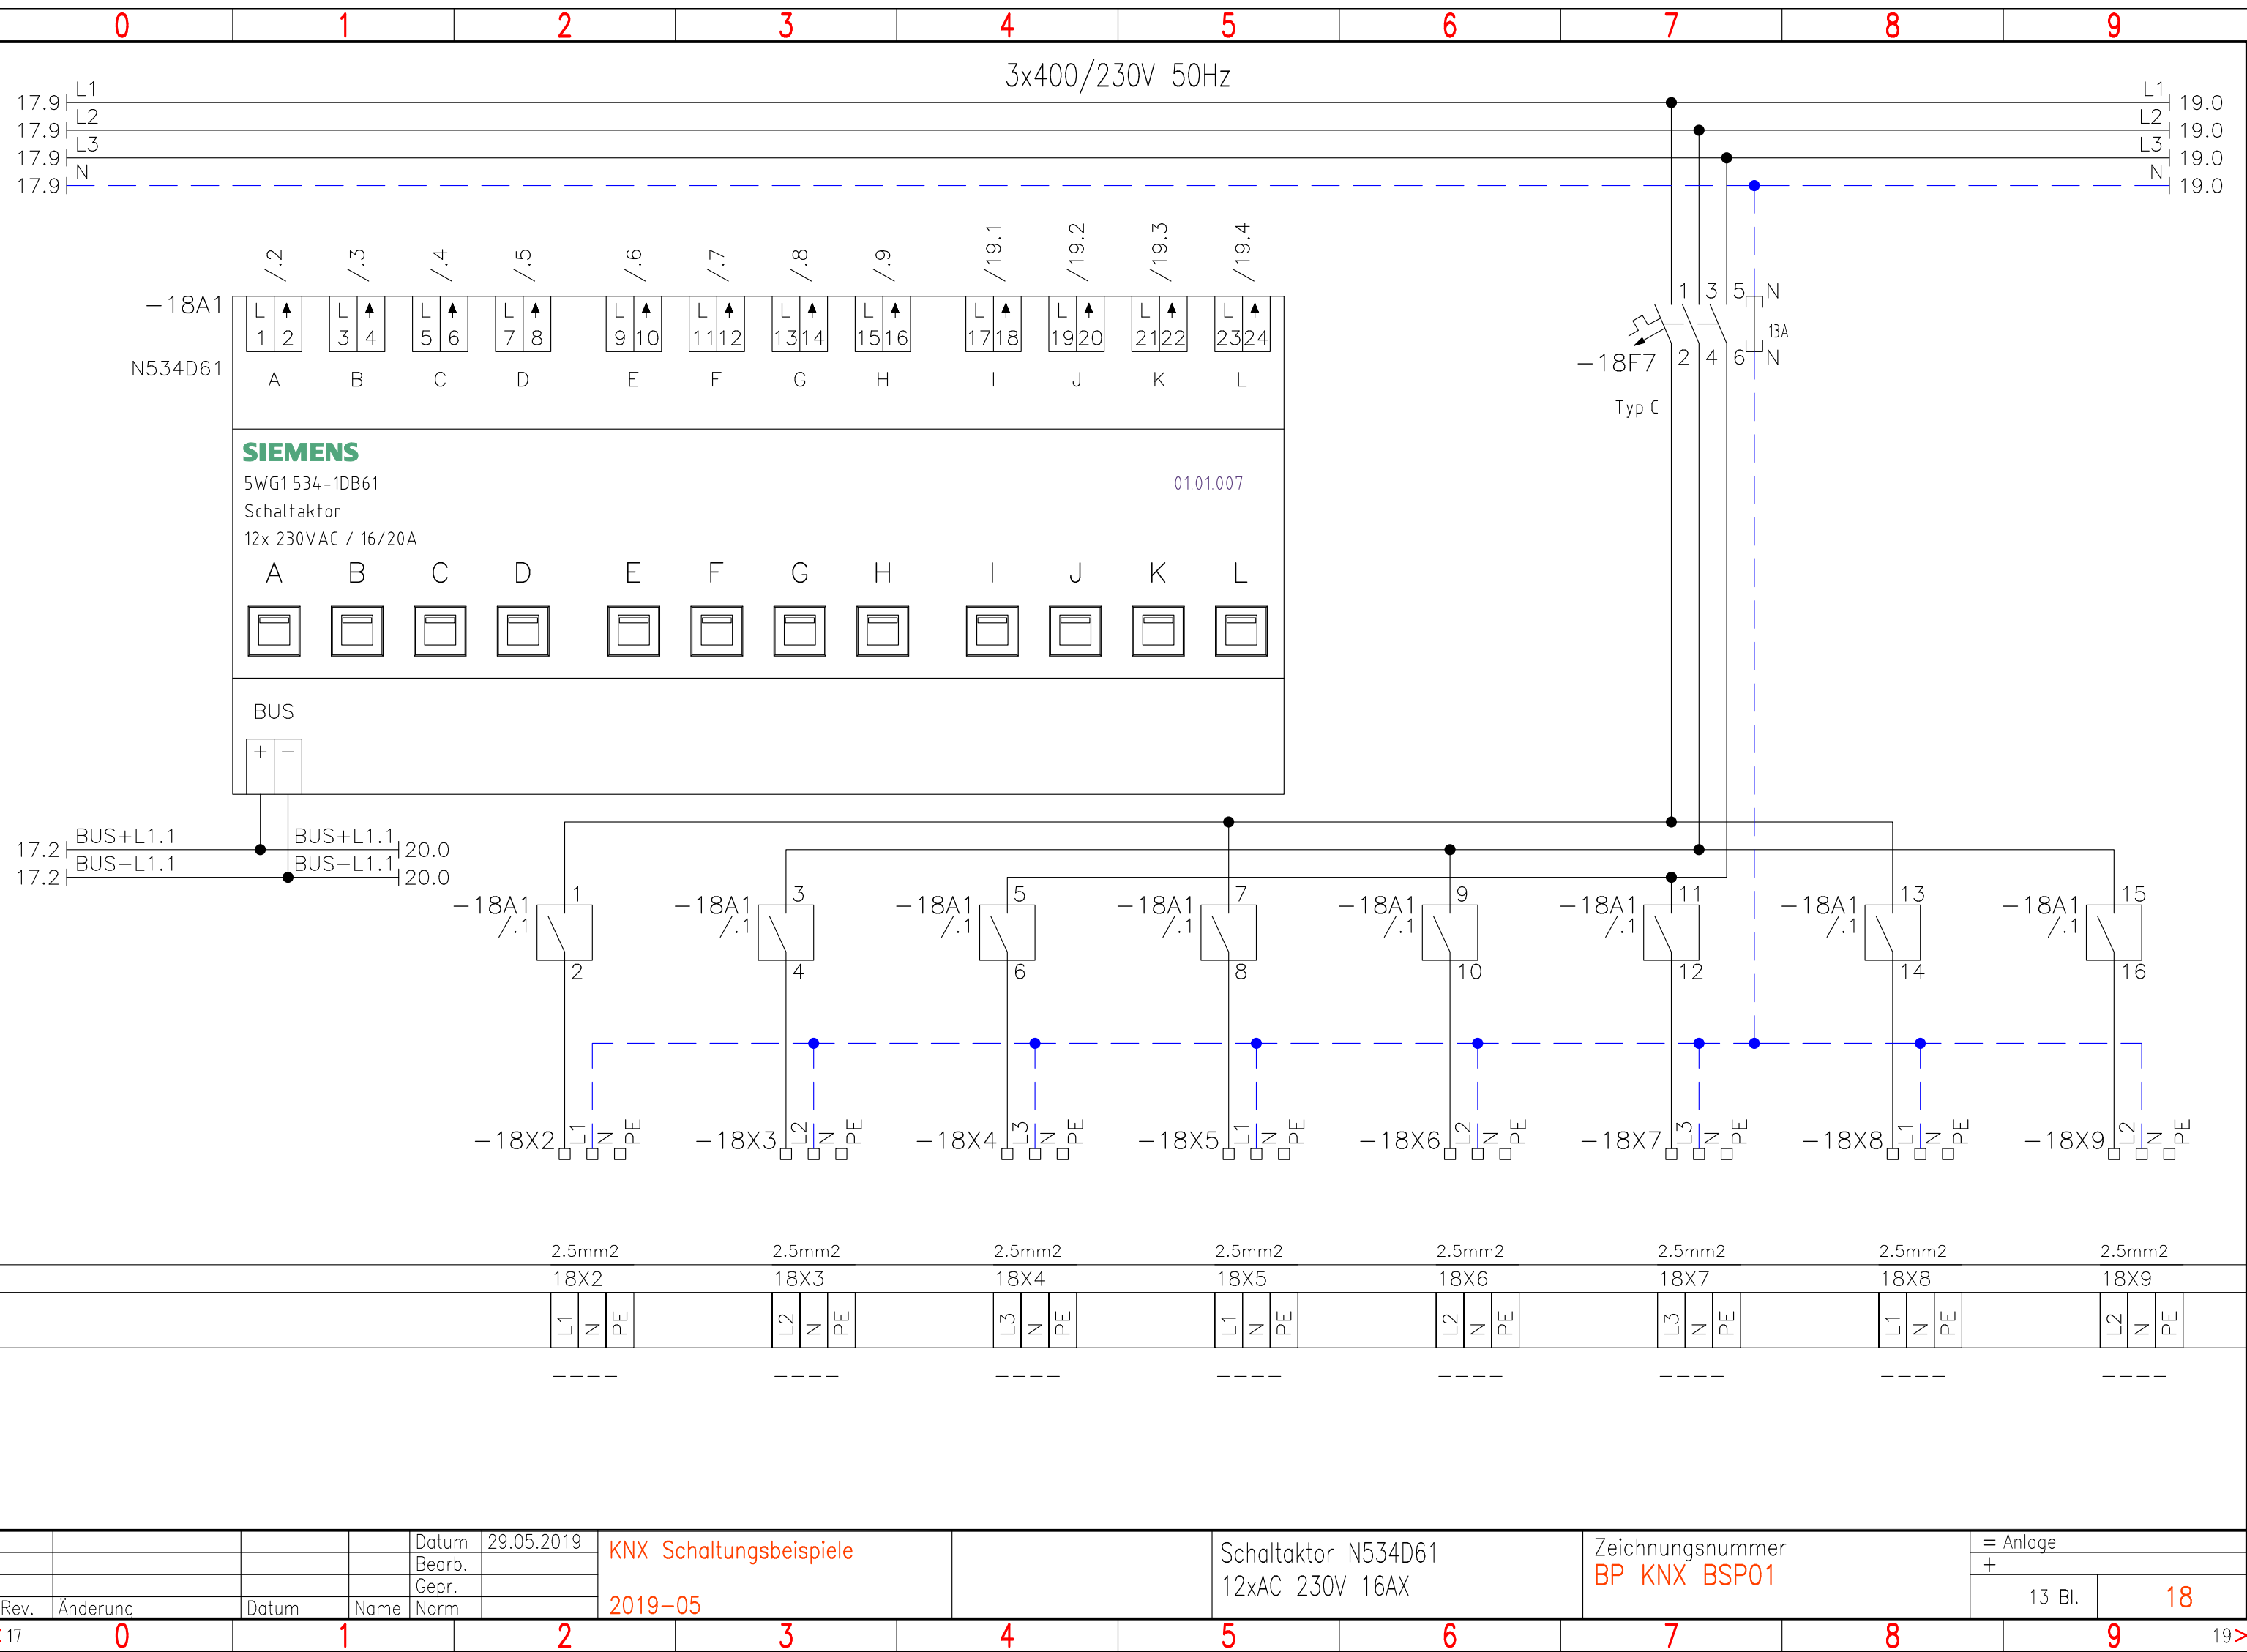 0 1 2 3 4 5 6 7 8 9
3x400/230V 50Hz
17.9 L1 L1 19.0
17.9 L2 L2 19.0
17.9 L3 L3 19.0
17.9 N N 19.0
/.2 /.3 /.4 /.5 /.6 /.7 /.8 /.9 /19.1 /19.2 /19.3 /19.4
-18A1
L L L L L L L L L L L L
1 2 3 4 5 6 7 8 9 10 11 12 13 14 15 16 17 18 19 20 21 22 23 24
N534D61
A B C D E F G H I J K L
1 3 5 N
13A
-18F7 2 4 6 N
Typ C
SIEMENS
5WG1 534-1DB61 01.01.007
Schaltaktor
12x 230VAC / 16/20A
A B C D E F G H I J K L
BUS
+ -
17.2 BUS+L1.1 BUS+L1.1 20.0
17.2 BUS-L1.1 BUS-L1.1 20.0
1 3 5 7 9 11 13 15
-18A1 -18A1 -18A1 -18A1 -18A1 -18A1 -18A1 -18A1
/.1 /.1 /.1 /.1 /.1 /.1 /.1 /.1
2 4 6 8 10 12 14 16
-18X2 L1 N PE -18X3 L2 N PE -18X4 L3 N PE -18X5 L1 N PE -18X6 L2 N PE -18X7 L3 N PE -18X8 L1 N PE -18X9 L2 N PE
2.5mm2 2.5mm2 2.5mm2 2.5mm2 2.5mm2 2.5mm2 2.5mm2 2.5mm2
18X2 18X3 18X4 18X5 18X6 18X7 18X8 18X9
L1 N PE L2 N PE L3 N PE L1 N PE L2 N PE L3 N PE L1 N PE L2 N PE
---- ---- ---- ---- ---- ---- ---- ----
Datum 29.05.2019
Bearb.
Gepr.
Rev. Änderung Datum Name Norm
KNX Schaltungsbeispiele
2019-05
Schaltaktor N534D61
12xAC 230V 16AX
Zeichnungsnummer
BP KNX BSP01
= Anlage
+
13 Bl. 18
17 0 1 2 3 4 5 6 7 8 9 19>